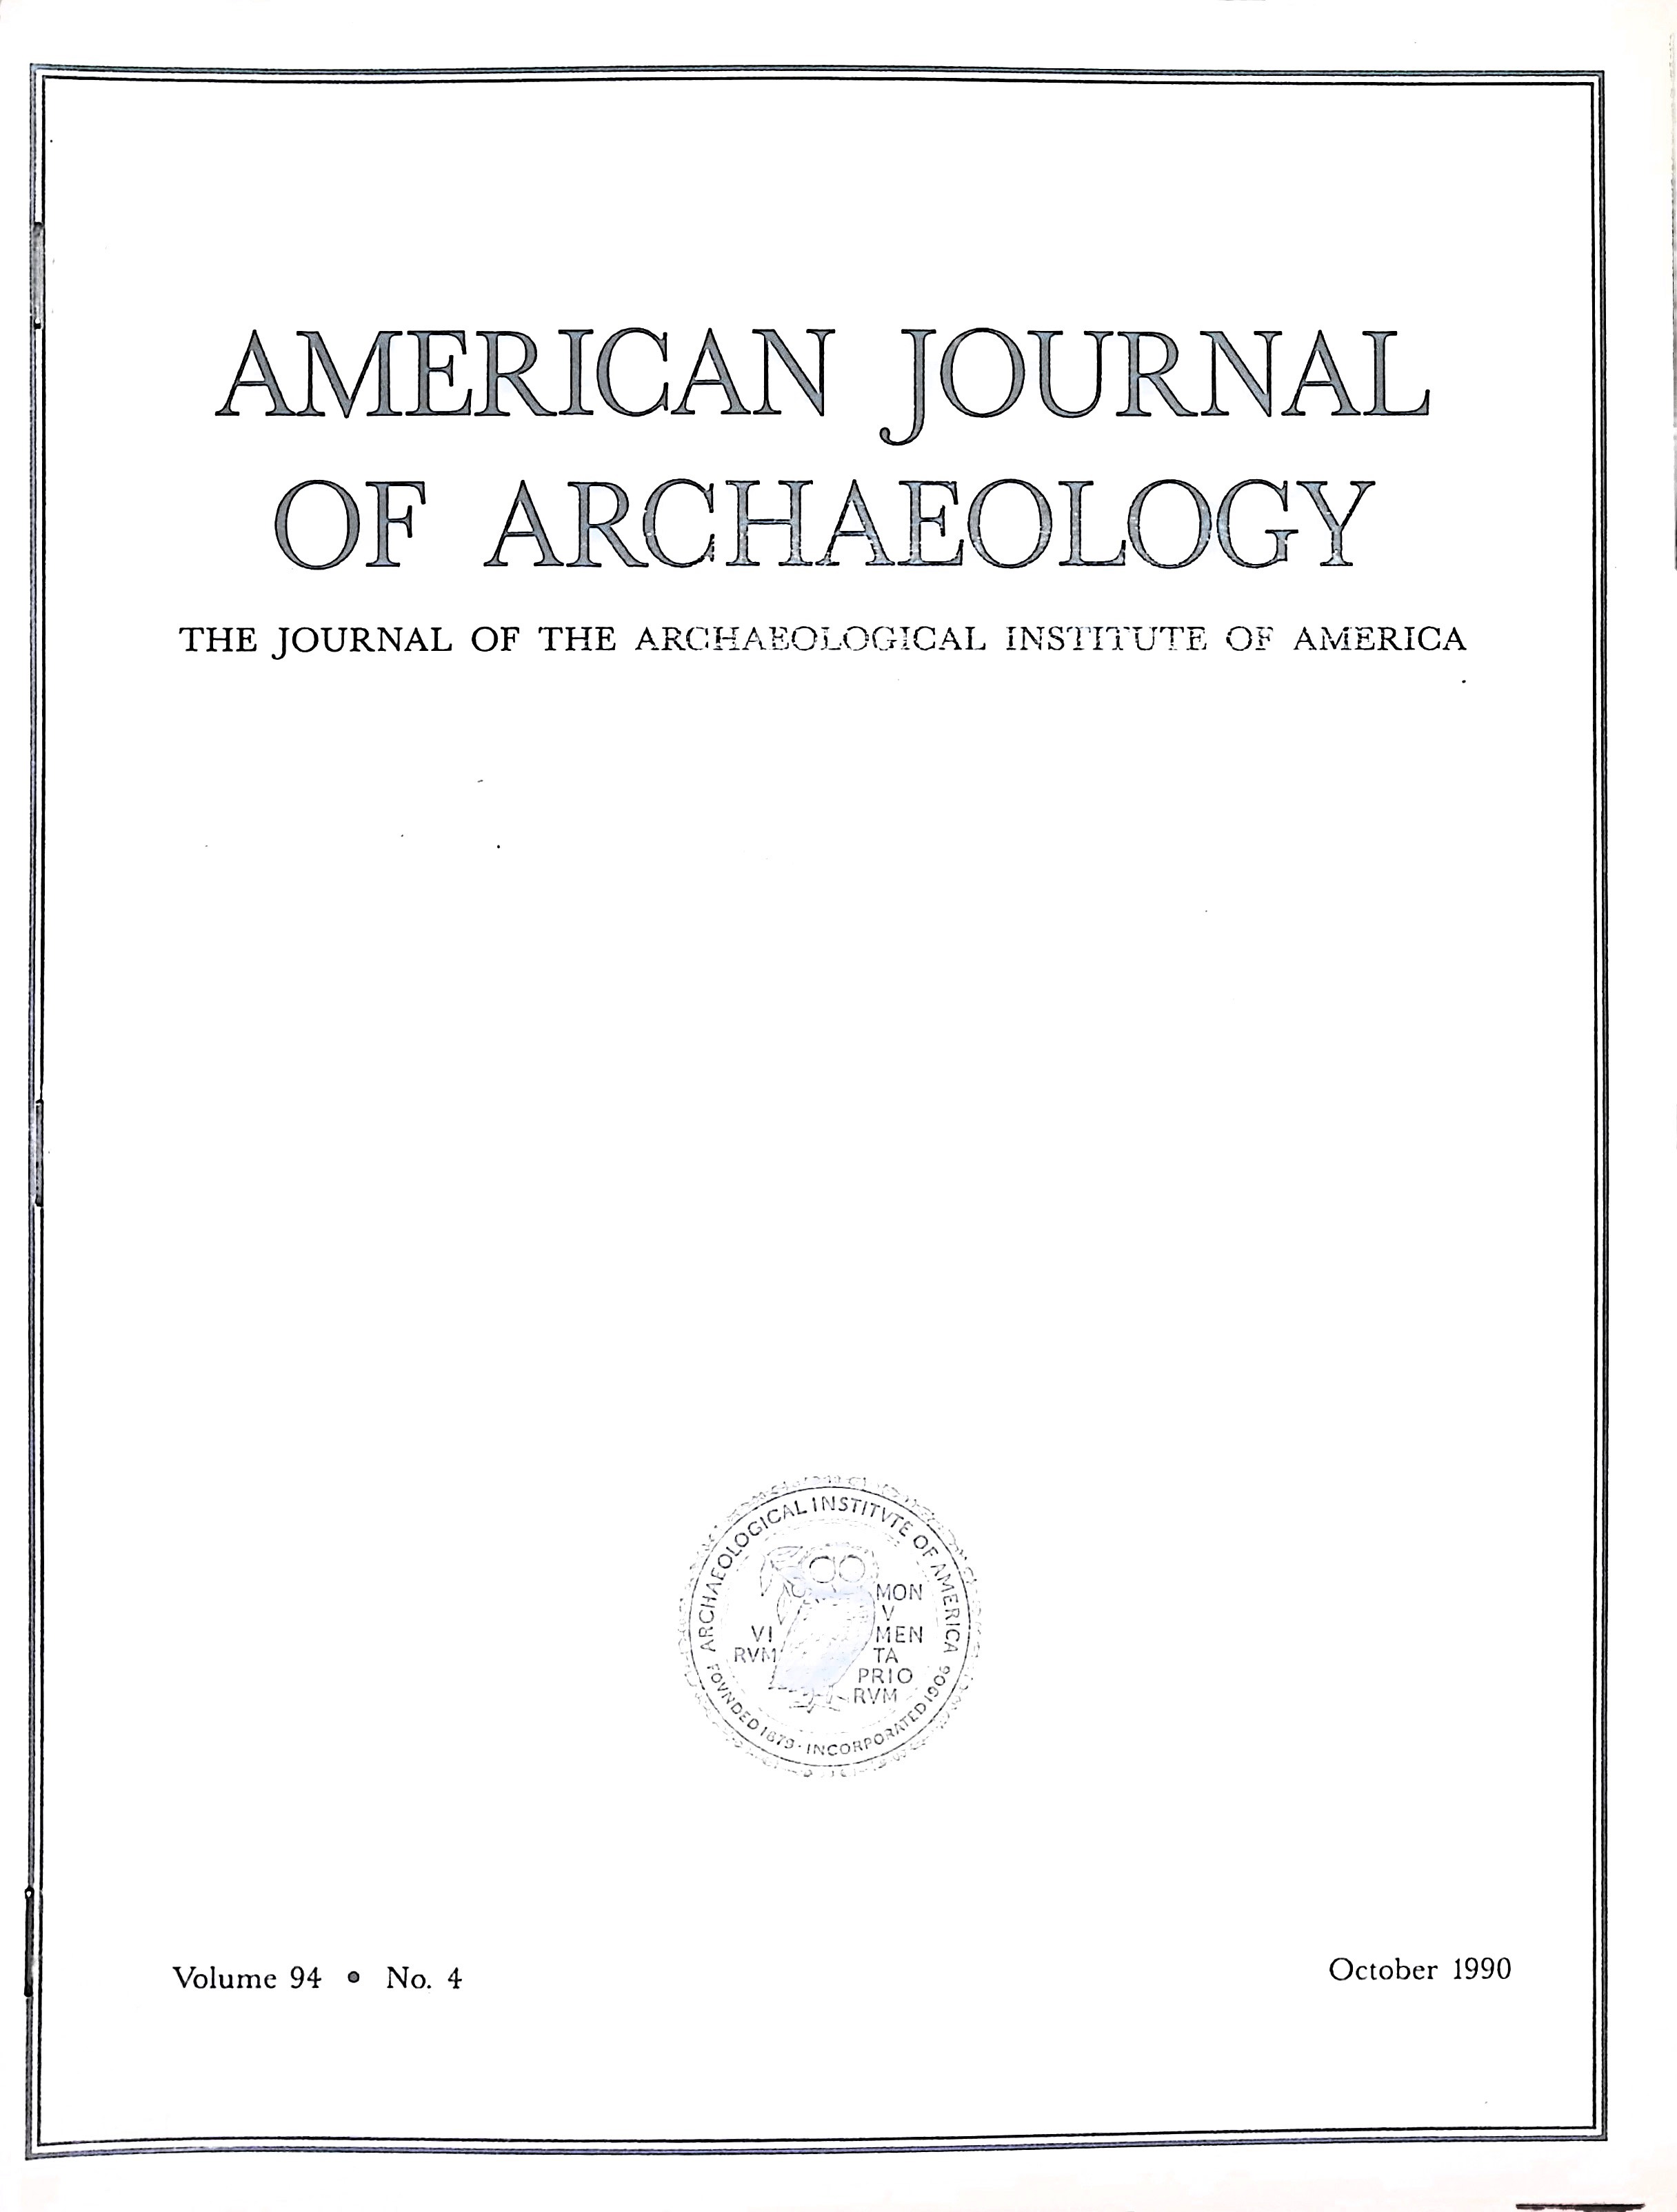 AMERICAN JOURNAL
OF ARCHAEOLOGY
THE JOURNAL OF THE ARCHAEOLOGICAL INSTITUTE OF AMERICA
ARCHAEOLOGICAL INSTITVTE OF AMERICA
VI
RVM
MON
V
MEN
TA
PRIO
RVM
FOVNDED 1879 · INCORPORATED 1906
Volume 94 • No. 4
October 1990